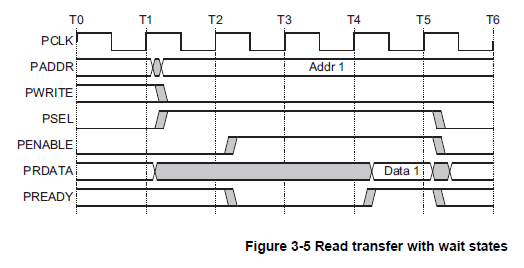 T0 T1 T2 T3 T4 T5 T6
PCLK
PADDR Addr 1
PWRITE
PSEL
PENABLE
PRDATA Data 1
PREADY
Figure 3-5 Read transfer with wait states